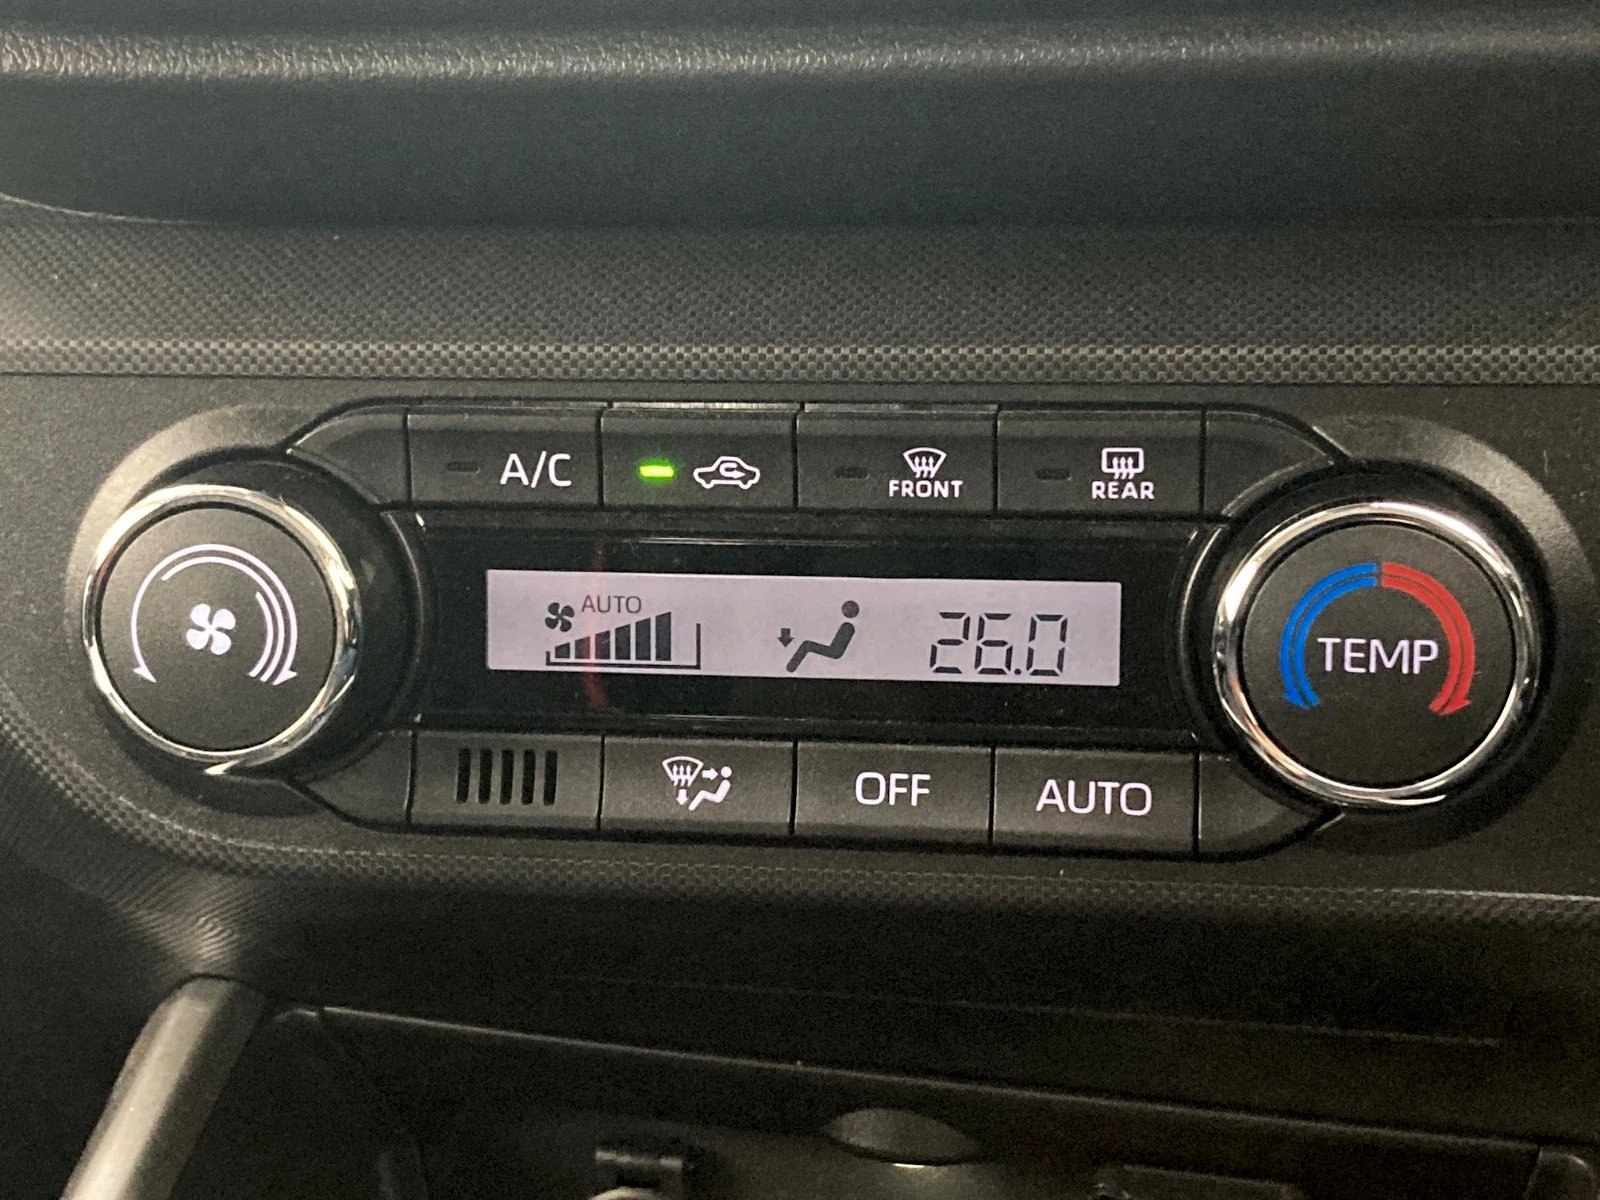 A/C
FRONT
REAR
AUTO
26.0
TEMP
OFF
AUTO